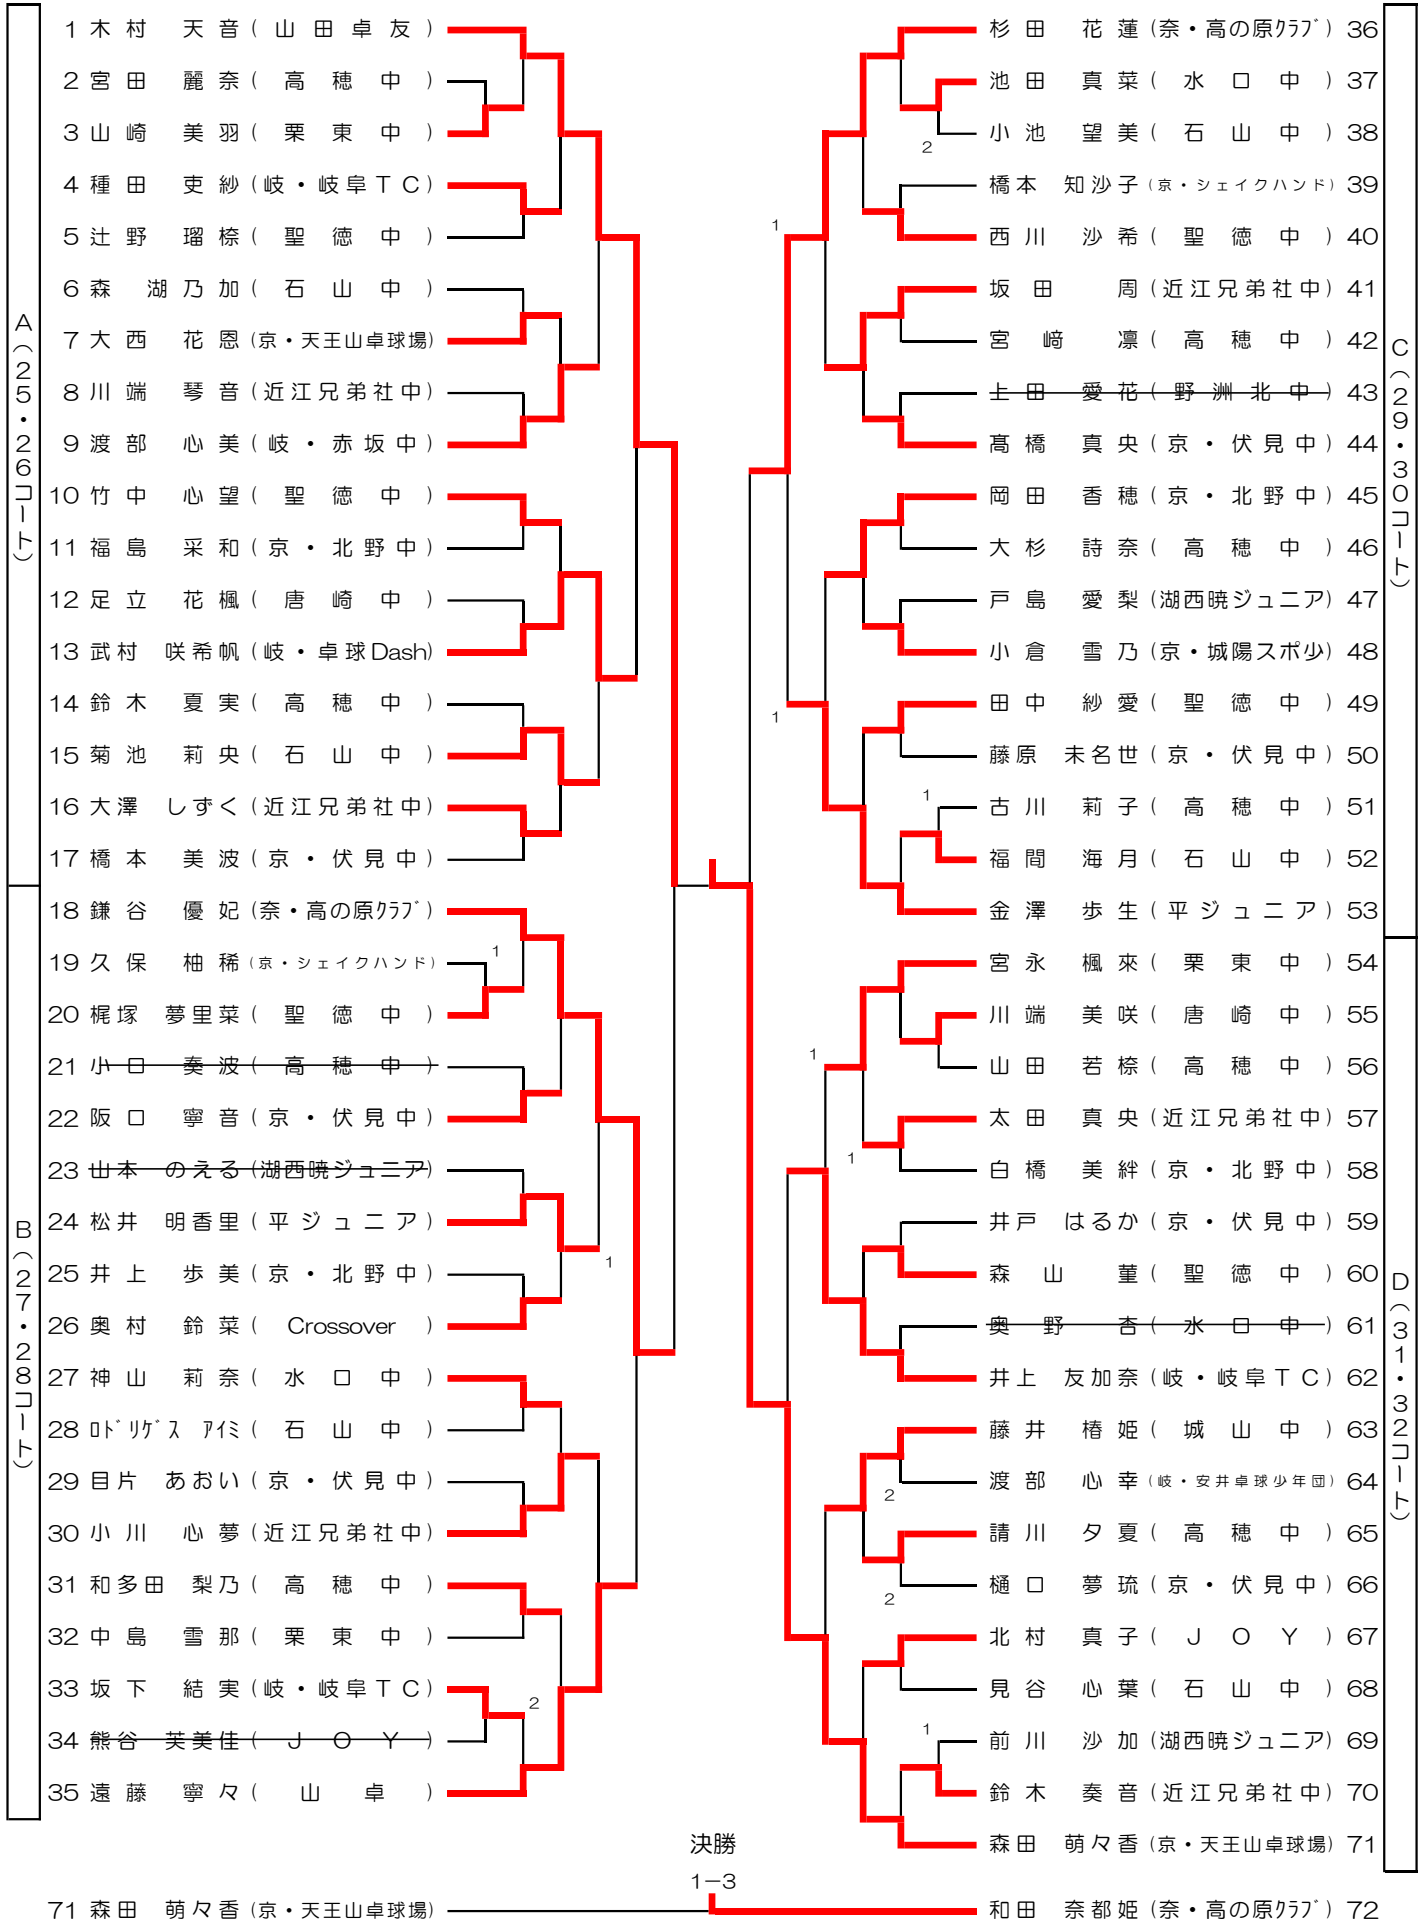 A（25・26コート）
1 木村 天音（山田卓友）
2 宮田 麗奈（高穂中）
3 山崎 美羽（栗東中）
4 種田 吏紗（岐・岐阜TC）
5 辻野 瑠椋（聖徳中）
6 森 湖乃加（石山中）
7 大西 花恩（京・天王山卓球場）
8 川端 琴音（近江兄弟社中）
9 渡部 心美（岐・赤坂中）
10 竹中 心望（聖徳中）
11 福島 采和（京・北野中）
12 足立 花楓（唐崎中）
13 武村 咲希帆（岐・卓球Dash）
14 鈴木 夏実（高穂中）
15 菊池 莉央（石山中）
16 大澤 しずく（近江兄弟社中）
17 橋本 美波（京・伏見中）
B（27・28コート）
18 鎌谷 優妃（奈・高の原ｸﾗﾌﾞ）
1
19 久保 柚稀（京・シェイクハンド）
20 梶塚 夢里菜（聖徳中）
21 小口 奏波（高穂中）
22 阪口 寧音（京・伏見中）
23 山本 のえる（湖西暁ジュニア）
24 松井 明香里（平ジュニア）
1
25 井上 歩美（京・北野中）
26 奥村 鈴菜（Crossover）
27 神山 莉奈（水口中）
28 ﾛﾄﾞﾘｹﾞｽ ｱｲﾐ（石山中）
29 目片 あおい（京・伏見中）
30 小川 心夢（近江兄弟社中）
31 和多田 梨乃（高穂中）
32 中島 雪那（栗東中）
33 坂下 結実（岐・岐阜TC）
2
34 熊谷 芙美佳（JOY）
35 遠藤 寧々（山卓）
C（29・30コート）
杉田 花蓮（奈・高の原ｸﾗﾌﾞ） 36
池田 真菜（水口中） 37
小池 望美（石山中） 38
2
橋本 知沙子（京・シェイクハンド） 39
1
西川 沙希（聖徳中） 40
坂田 周（近江兄弟社中） 41
宮﨑 凛（高穂中） 42
上田 愛花（野洲北中） 43
髙橋 真央（京・伏見中） 44
岡田 香穂（京・北野中） 45
大杉 詩奈（高穂中） 46
戸島 愛梨（湖西暁ジュニア） 47
小倉 雪乃（京・城陽スポ少） 48
田中 紗愛（聖徳中） 49
1
藤原 未名世（京・伏見中） 50
1
古川 莉子（高穂中） 51
福間 海月（石山中） 52
金澤 歩生（平ジュニア） 53
D（31・32コート）
宮永 楓來（栗東中） 54
川端 美咲（唐崎中） 55
1
山田 若椋（高穂中） 56
太田 真央（近江兄弟社中） 57
1
白橋 美絆（京・北野中） 58
井戸 はるか（京・伏見中） 59
森山 菫（聖徳中） 60
奥野 杏（水口中） 61
井上 友加奈（岐・岐阜TC） 62
藤井 椿姫（城山中） 63
渡部 心幸（岐・安井卓球少年団） 64
2
請川 夕夏（高穂中） 65
樋口 夢琉（京・伏見中） 66
2
北村 真子（JOY） 67
見谷 心葉（石山中） 68
1
前川 沙加（湖西暁ジュニア） 69
鈴木 奏音（近江兄弟社中） 70
森田 萌々香（京・天王山卓球場） 71
決勝
1－3
71 森田 萌々香（京・天王山卓球場） 和田 奈都姫（奈・高の原ｸﾗﾌﾞ） 72